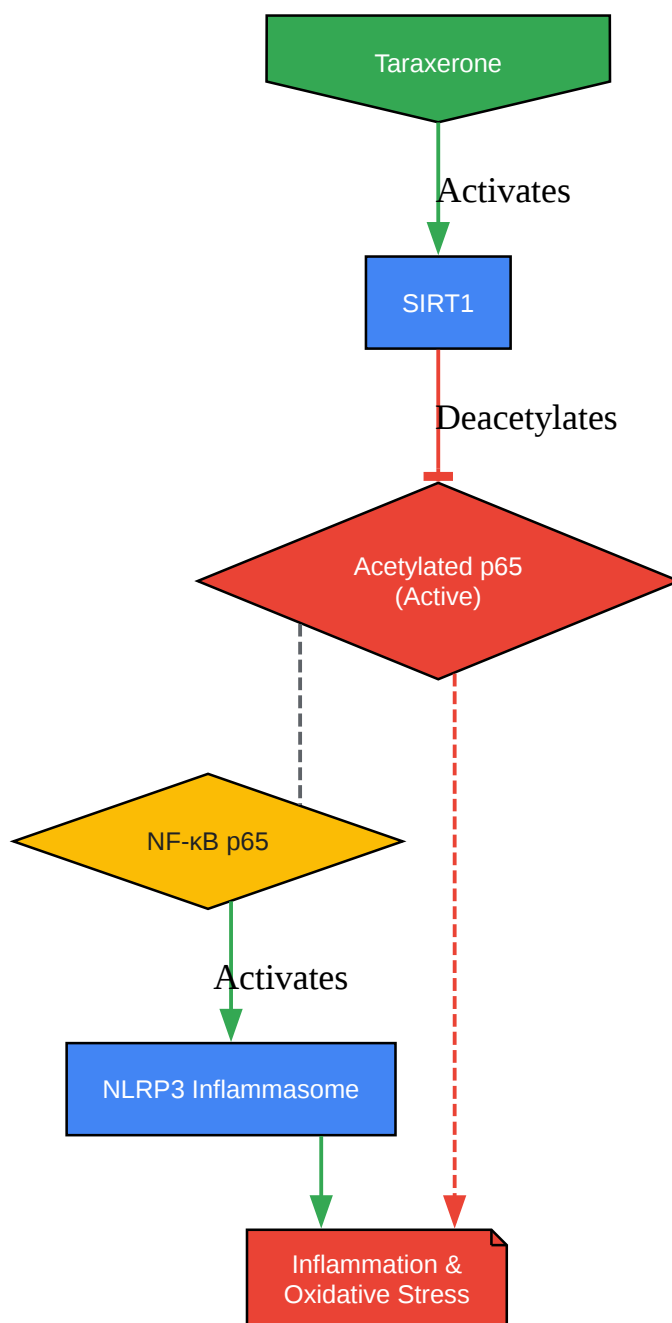 Taraxerone
Activates
SIRT1
Deacetylates
Acetylated p65
(Active)
NF-κB p65
Activates
NLRP3 Inflammasome
Inflammation &
Oxidative Stress